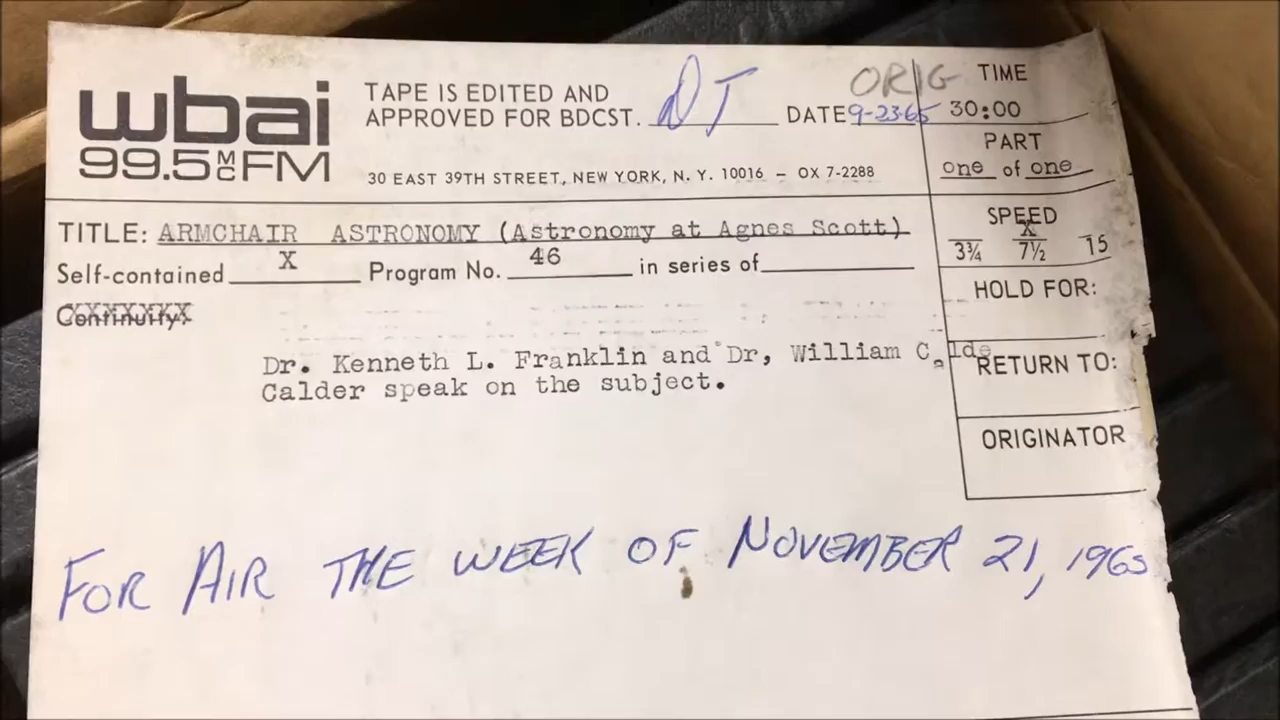 wbai
99.5 MC FM
TAPE IS EDITED AND
APPROVED FOR BDCST. DT
DATE 9-23-65
ORIG
30 EAST 39TH STREET, NEW YORK, N. Y. 10016 – OX 7-2288
TIME
30:00
PART
one of one
SPEED
X
3¾ 7½ 15
HOLD FOR:
RETURN TO:
ORIGINATOR
TITLE: ARMCHAIR ASTRONOMY (Astronomy at Agnes Scott)
Self-contained X Program No. 46 in series of
Continuity
Dr. Kenneth L. Franklin and Dr, William C. lde
Calder speak on the subject.
FOR AIR THE WEEK OF NOVEMBER 21, 1965